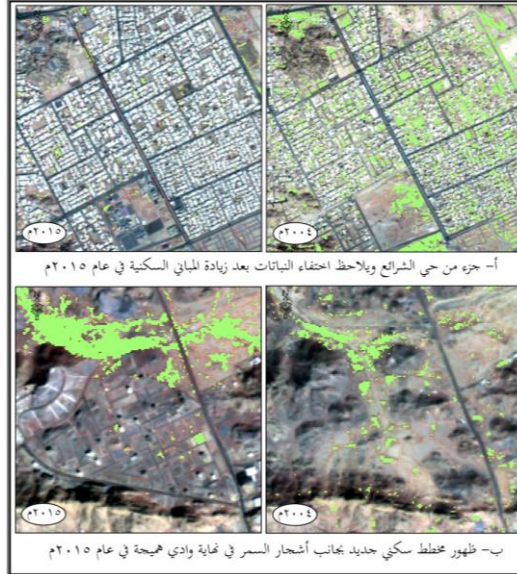 ٢٠٠٤م
٢٠١٥م
أ- جزء من حي الشرائع ويلاحظ اختفاء النباتات بعد زيادة المباني السكنية في عام ٢٠١٥م
٢٠٠٤م
٢٠١٥م
ب- ظهور مخطط سكني جديد بجانب أشجار السمر في نهاية وادي هميجة في عام ٢٠١٥م